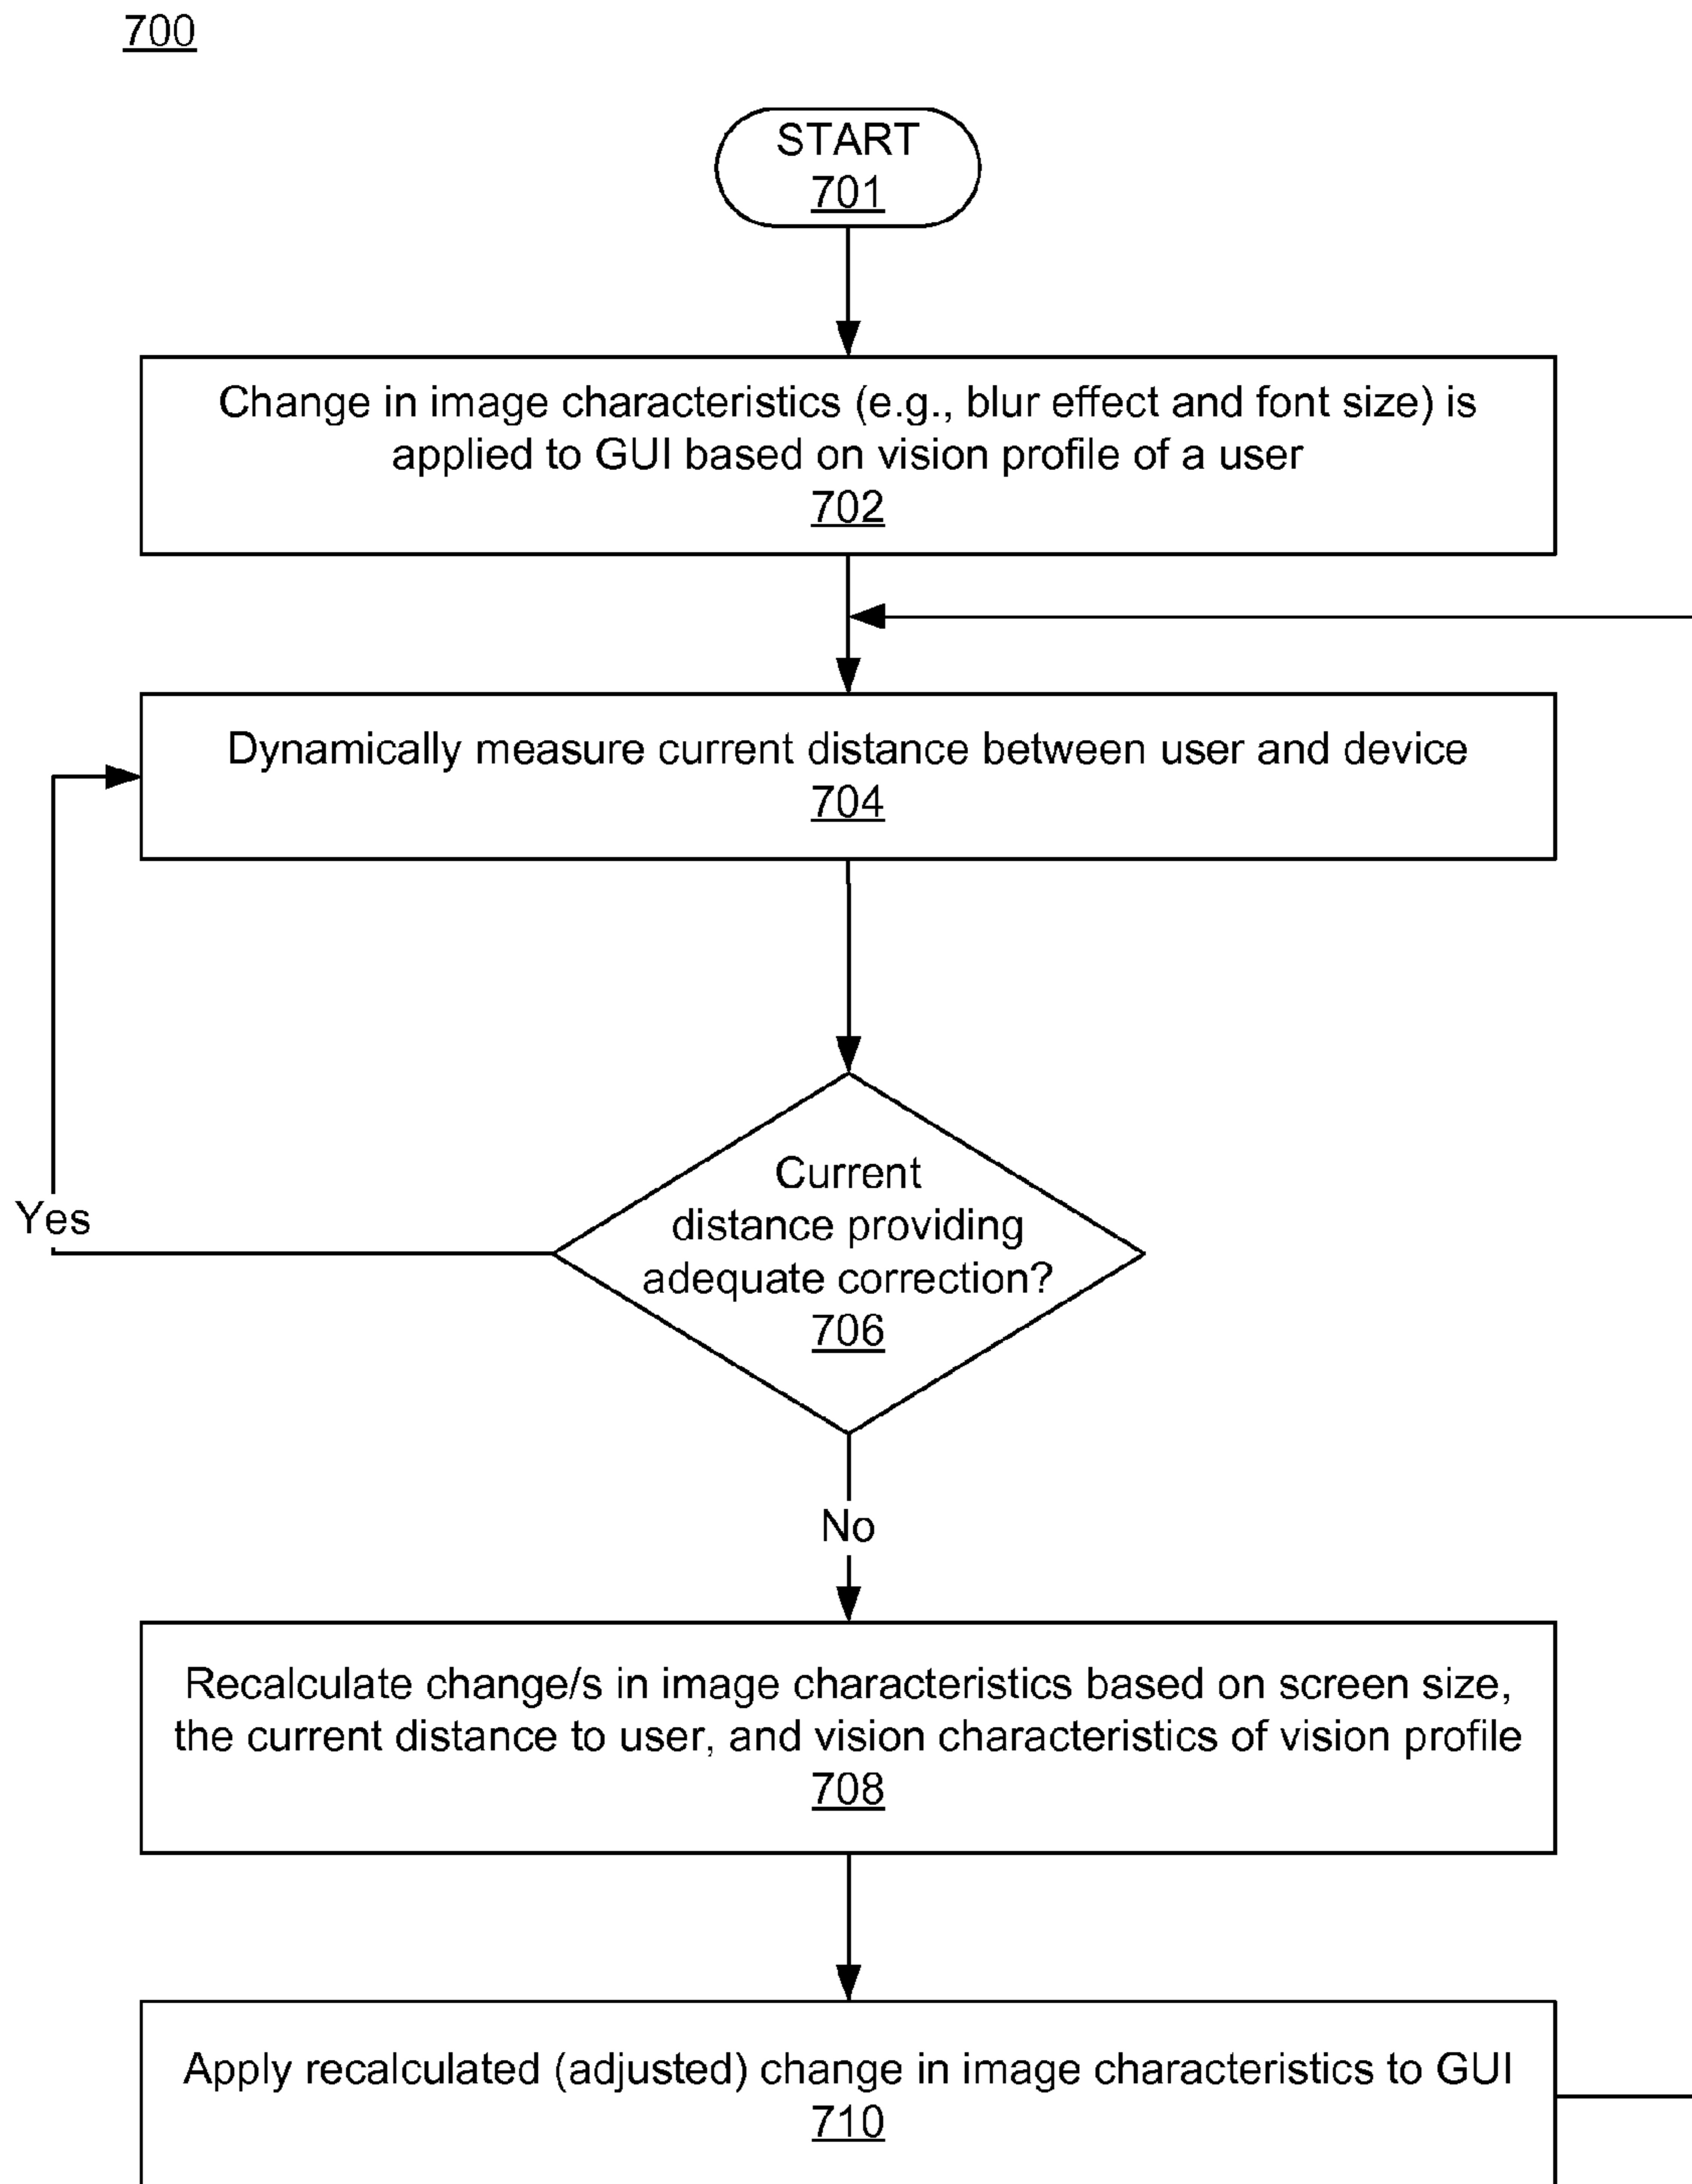 700
START
701
Change in image characteristics (e.g., blur effect and font size) is
applied to GUI based on vision profile of a user
702
Dynamically measure current distance between user and device
704
Current
distance providing
adequate correction?
706
Yes
No
Recalculate change/s in image characteristics based on screen size,
the current distance to user, and vision characteristics of vision profile
708
Apply recalculated (adjusted) change in image characteristics to GUI
710